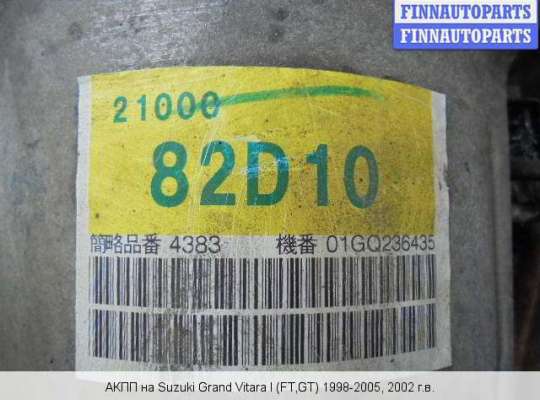 FINNAUTOPARTS
FINNAUTOPARTS
21000
82D10
簡略品番 4383 機番 01GQ236435
АКПП на Suzuki Grand Vitara I (FT,GT) 1998-2005, 2002 г.в.